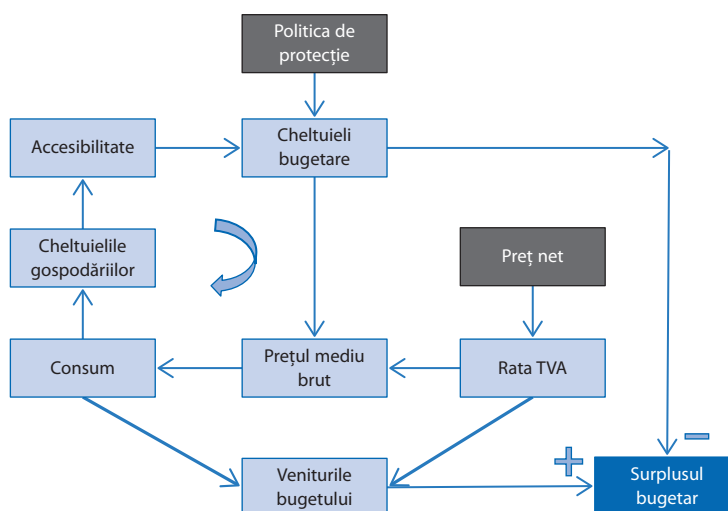 Politica de
protecție
Accesibilitate
Cheltuieli
bugetare
Cheltuielile
gospodăriilor
Preț net
Consum
Prețul mediu
brut
Rata TVA
Veniturile
bugetului
+
−
Surplusul
bugetar